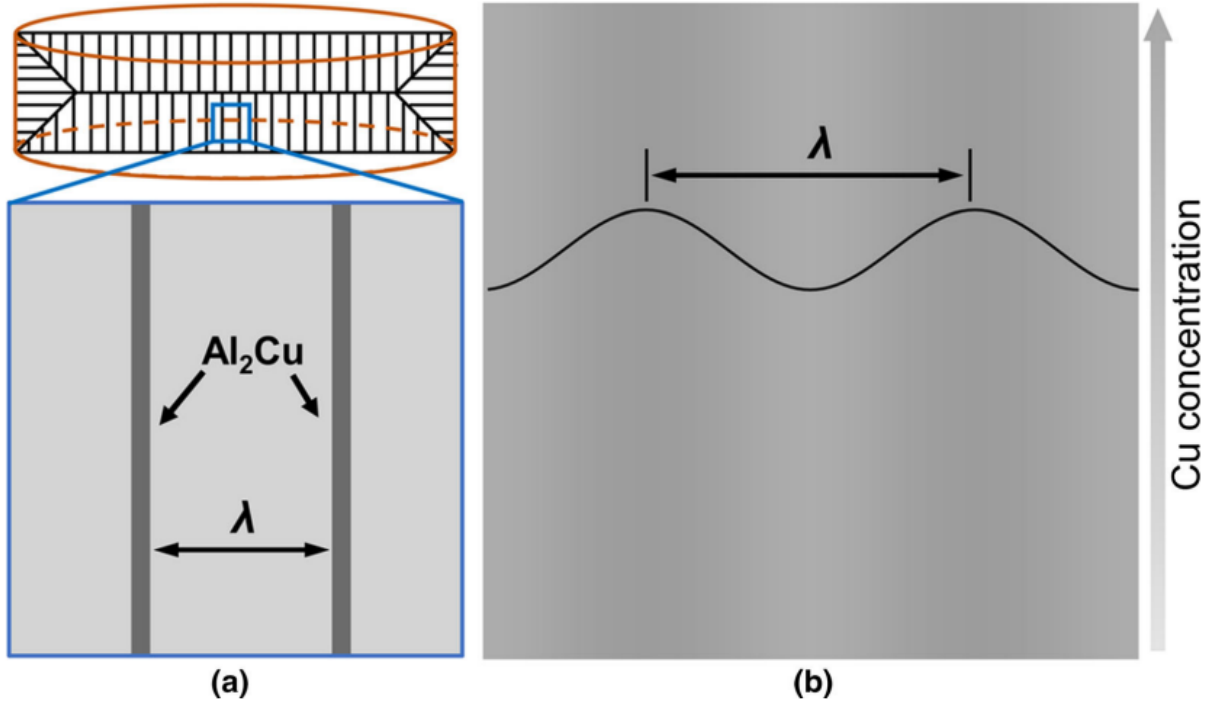 Al₂Cu
λ
(a)
λ
(b)
Cu concentration